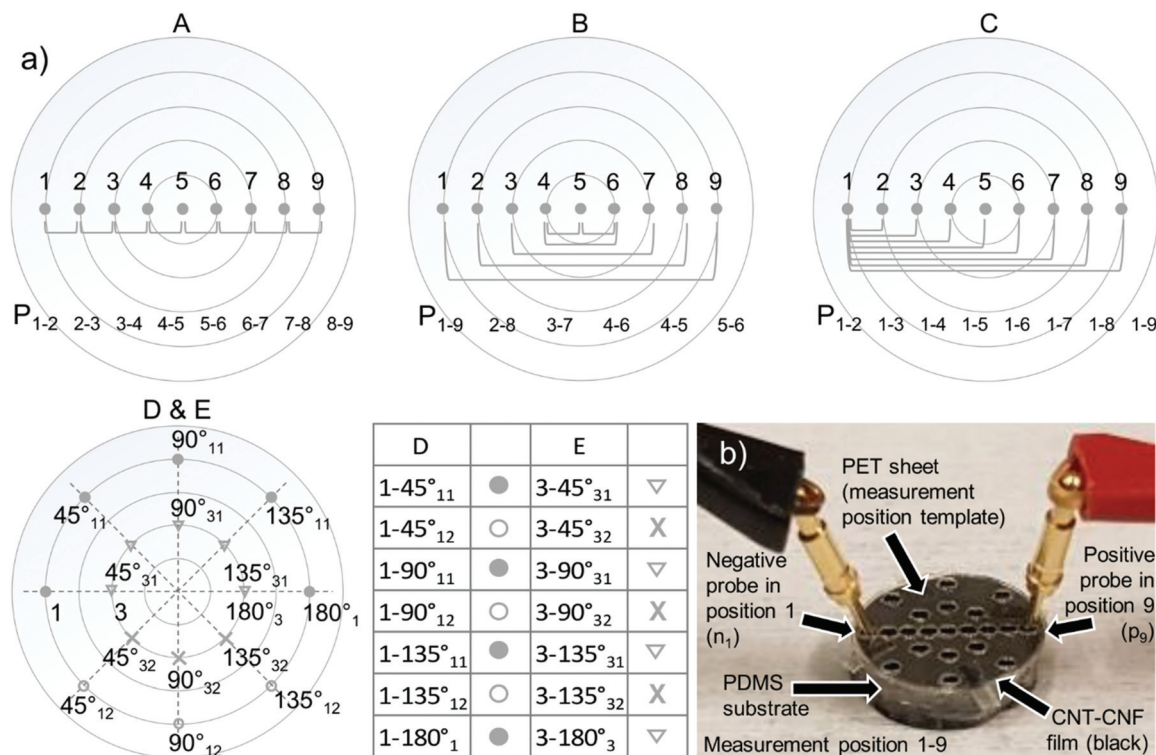 a)
A
1 2 3 4 5 6 7 8 9
P1-2 2-3 3-4 4-5 5-6 6-7 7-8 8-9
B
1 2 3 4 5 6 7 8 9
P1-9 2-8 3-7 4-6 4-5 5-6
C
1 2 3 4 5 6 7 8 9
P1-2 1-3 1-4 1-5 1-6 1-7 1-8 1-9
D & E
90°11
45°11 90°31 135°11
45°31 135°31
1 3 180°3 180°1
45°32 90°32 135°32
45°12 135°12
90°12
D E
1-45°11 3-45°31
1-45°12 3-45°32 X
1-90°11 3-90°31
1-90°12 3-90°32 X
1-135°11 3-135°31
1-135°12 3-135°32 X
1-180°1 3-180°3
b)
PET sheet
(measurement
position template)
Negative
probe in
position 1
(n1)
Positive
probe in
position 9
(p9)
PDMS
substrate
CNT-CNF
film (black)
Measurement position 1-9